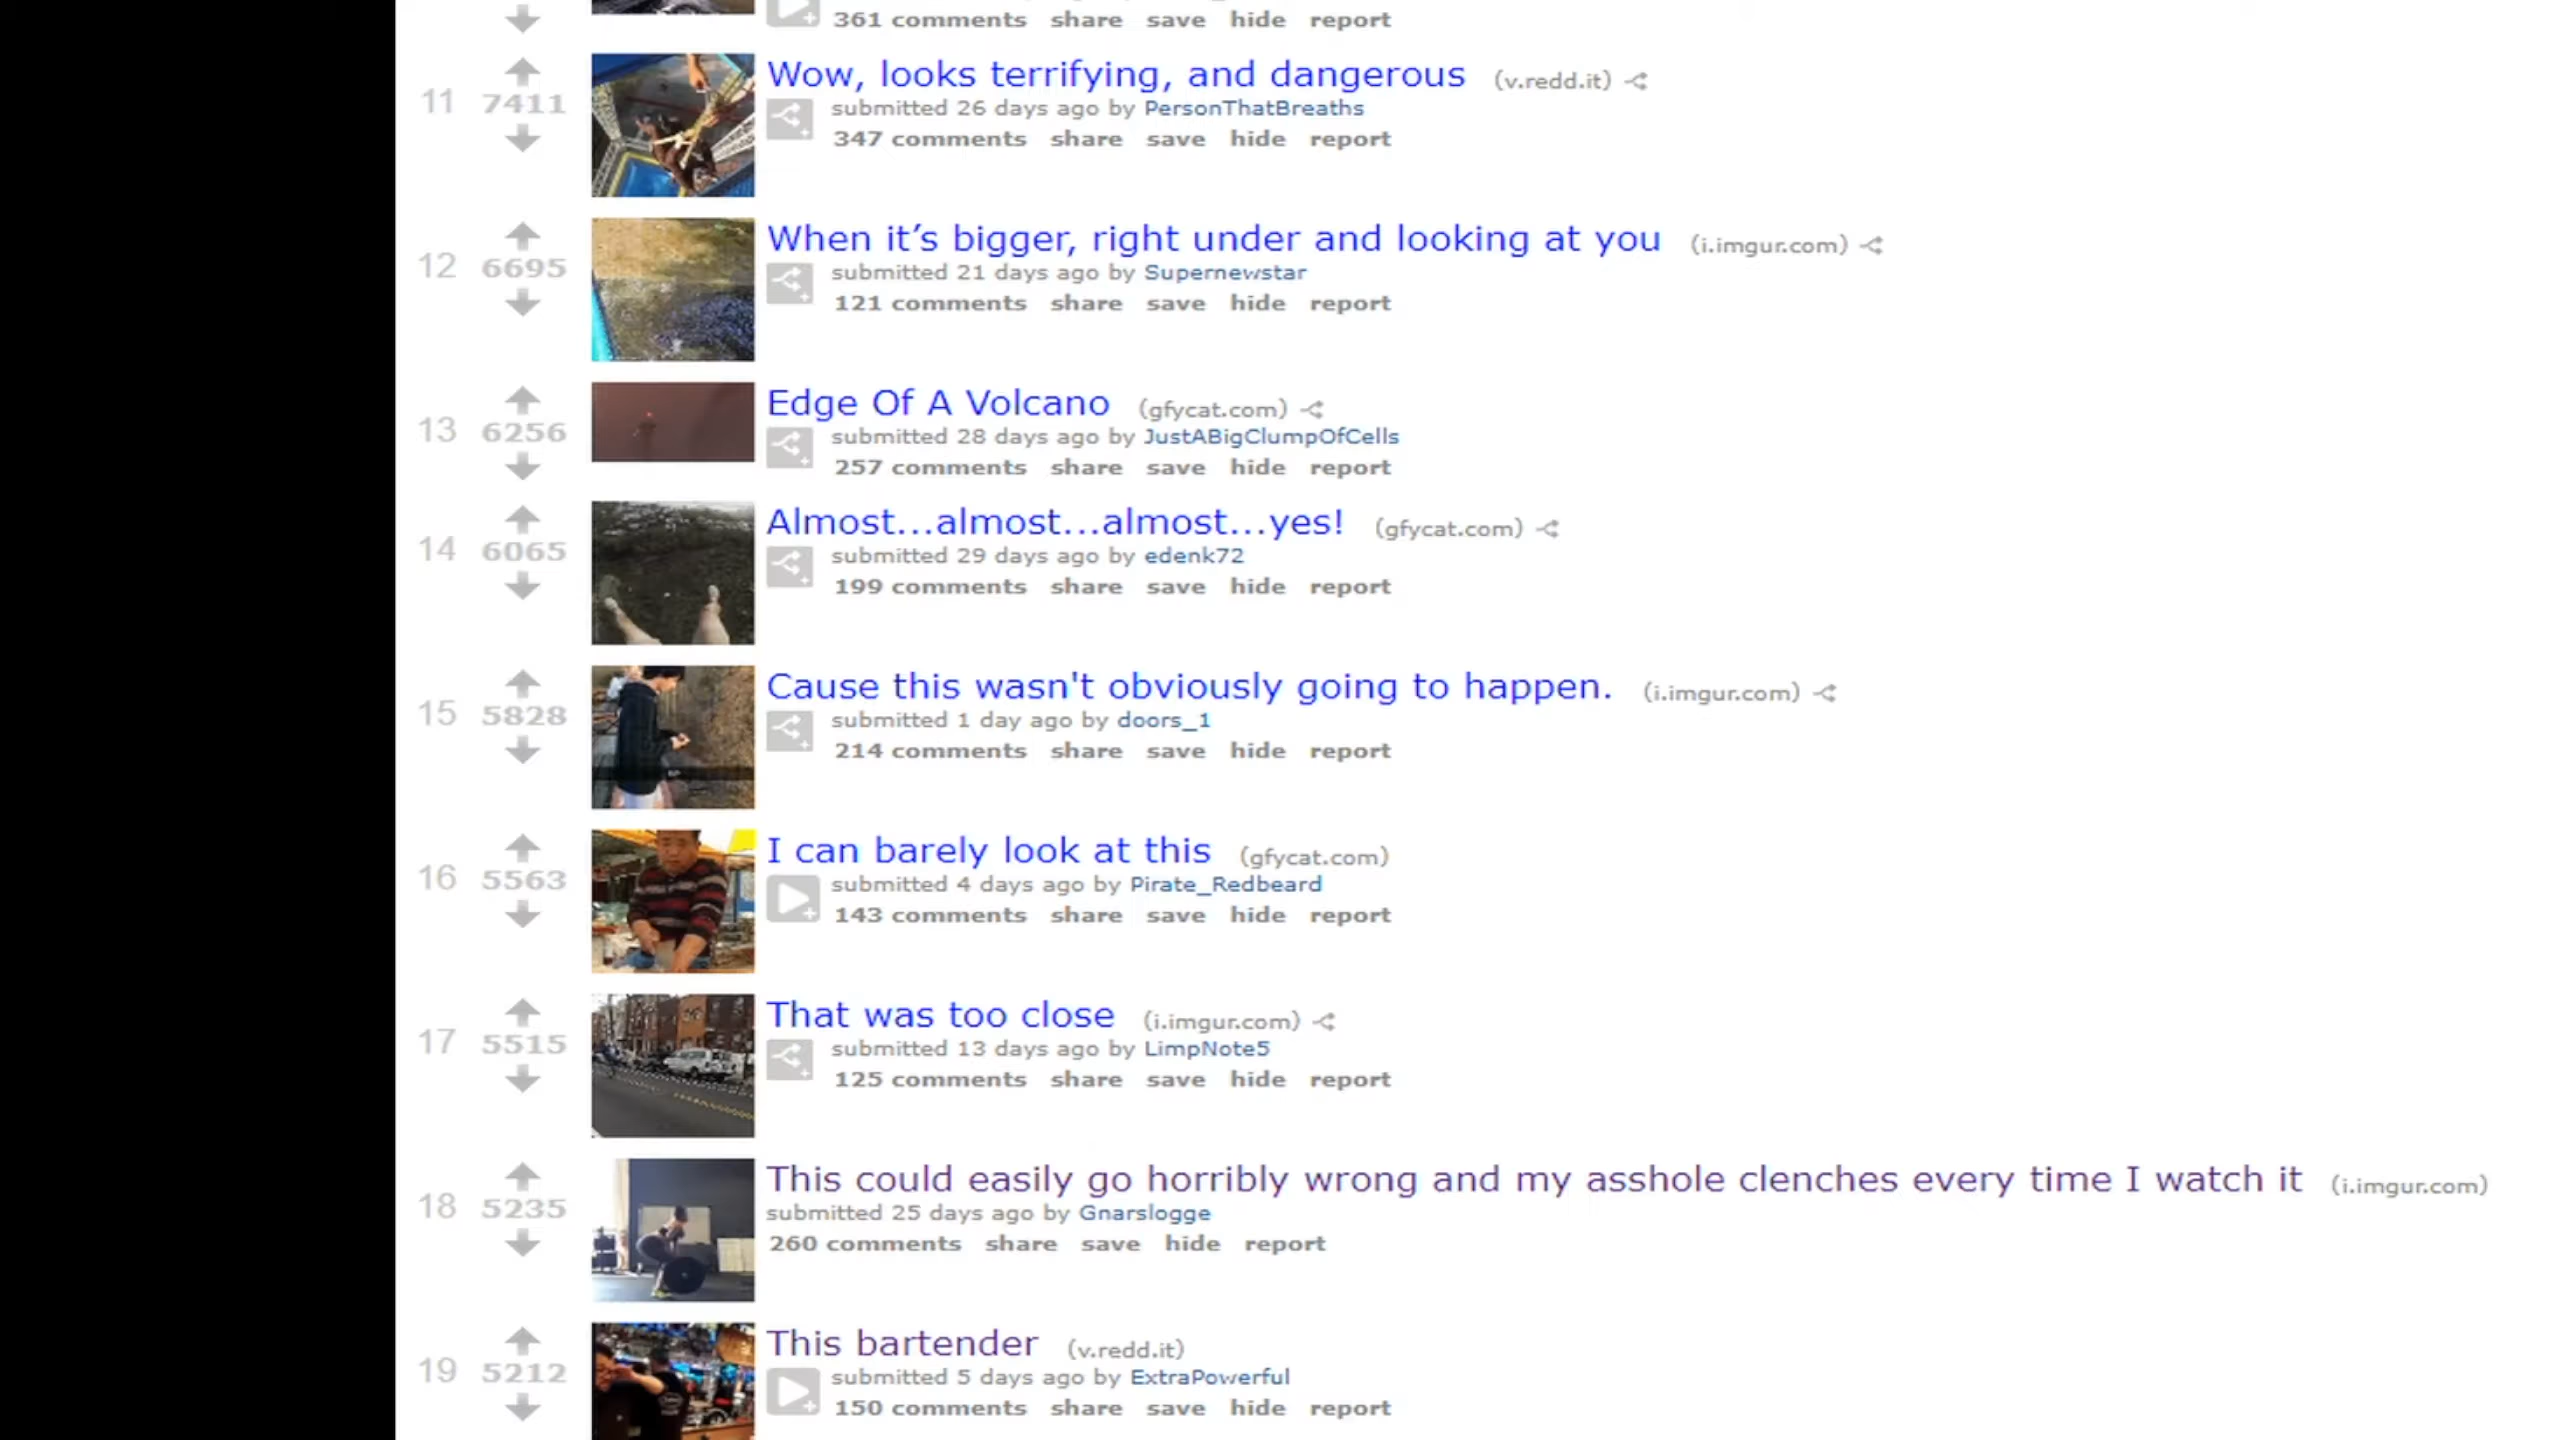 361 comments share save hide report
11 7411 Wow, looks terrifying, and dangerous (v.redd.it)
submitted 26 days ago by PersonThatBreaths
347 comments share save hide report
12 6695 When it’s bigger, right under and looking at you (i.imgur.com)
submitted 21 days ago by Supernewstar
121 comments share save hide report
13 6256 Edge Of A Volcano (gfycat.com)
submitted 28 days ago by JustABigClumpOfCells
257 comments share save hide report
14 6065 Almost...almost...almost...yes! (gfycat.com)
submitted 29 days ago by edenk72
199 comments share save hide report
15 5828 Cause this wasn't obviously going to happen. (i.imgur.com)
submitted 1 day ago by doors_1
214 comments share save hide report
16 5563 I can barely look at this (gfycat.com)
submitted 4 days ago by Pirate_Redbeard
143 comments share save hide report
17 5515 That was too close (i.imgur.com)
submitted 13 days ago by LimpNote5
125 comments share save hide report
18 5235 This could easily go horribly wrong and my asshole clenches every time I watch it (i.imgur.com)
submitted 25 days ago by Gnarslogge
260 comments share save hide report
19 5212 This bartender (v.redd.it)
submitted 5 days ago by ExtraPowerful
150 comments share save hide report